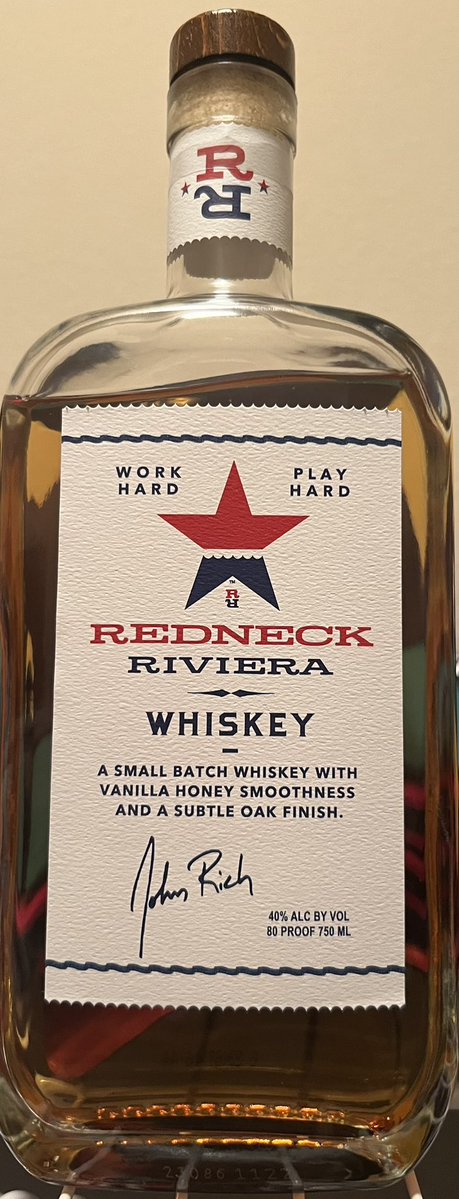 R
R
WORK HARD
PLAY HARD
™
R
R
REDNECK
RIVIERA
WHISKEY
A SMALL BATCH WHISKEY WITH
VANILLA HONEY SMOOTHNESS
AND A SUBTLE OAK FINISH.
John Rich
40% ALC BY VOL
80 PROOF 750 ML